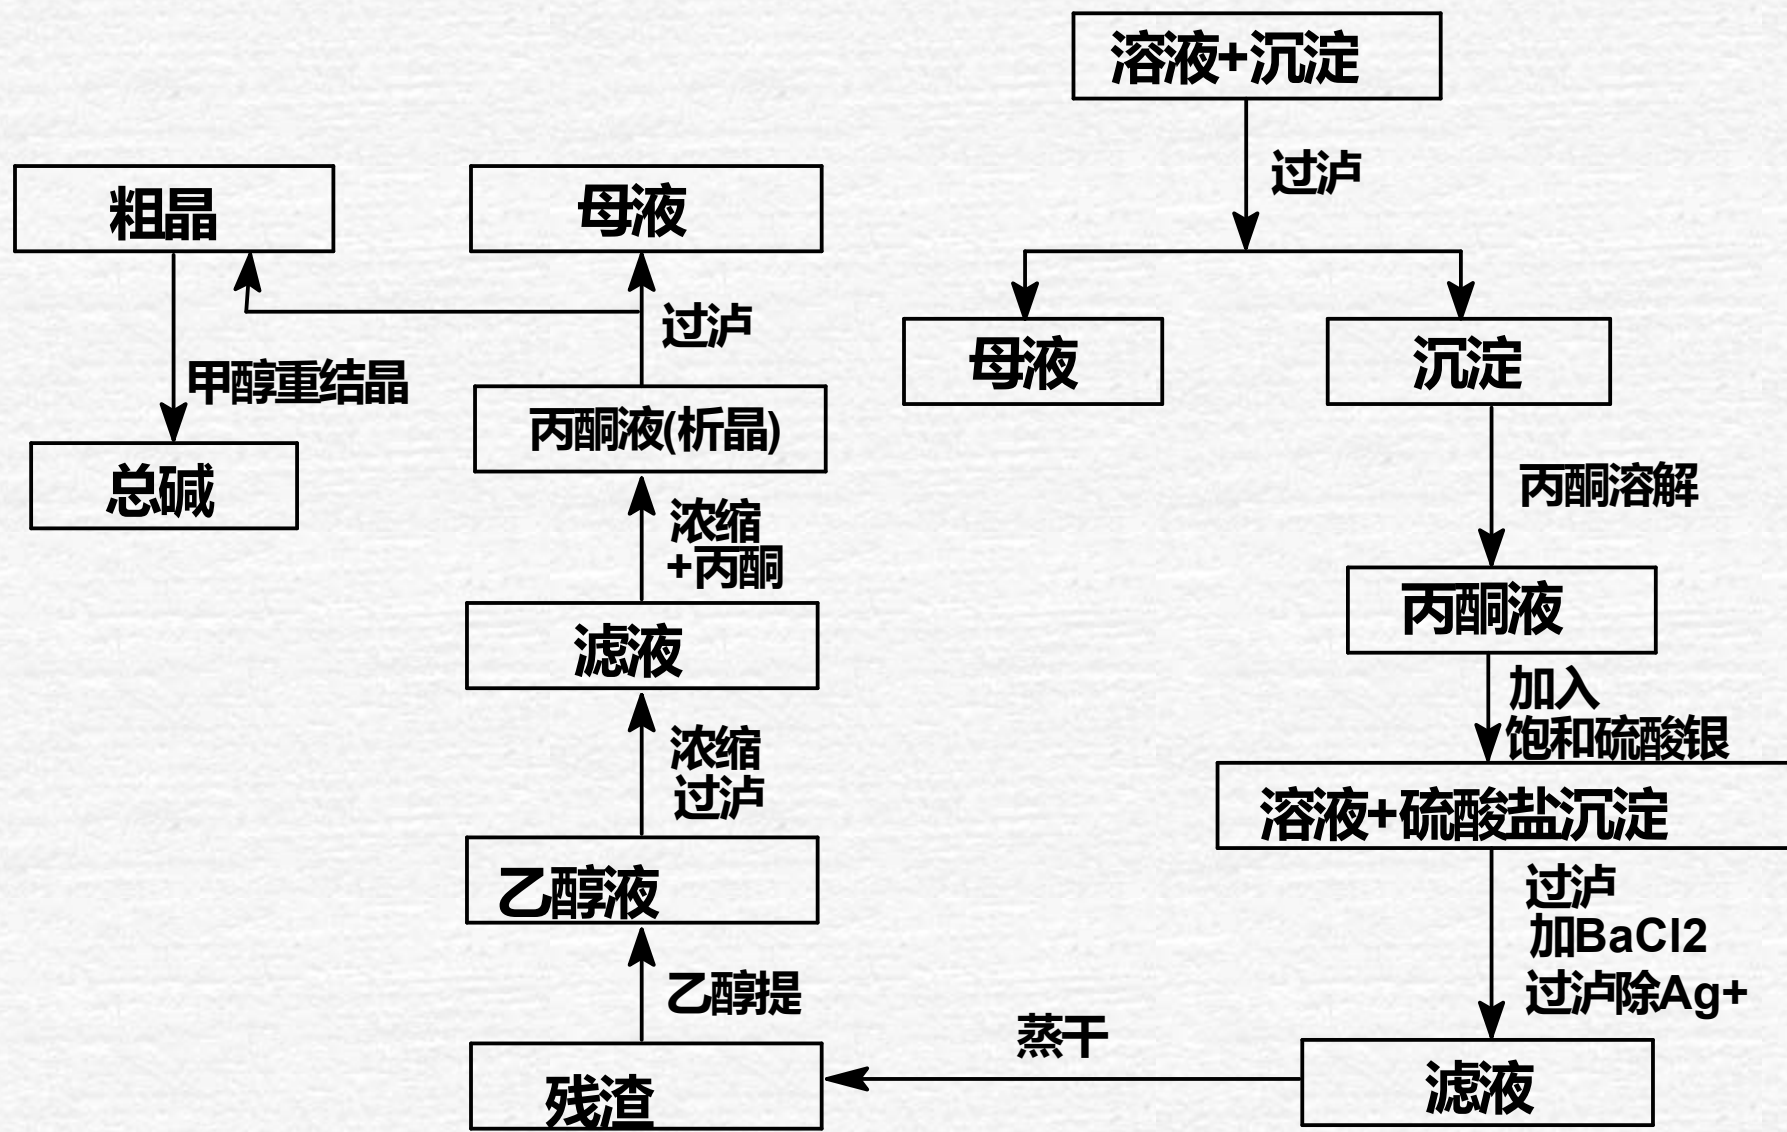 溶液+沉淀
过泸
母液
沉淀
丙酮溶解
丙酮液
加入
饱和硫酸银
溶液+硫酸盐沉淀
过泸
加BaCl2
过泸除Ag+
滤液
蒸干
残渣
乙醇提
乙醇液
浓缩
过泸
滤液
浓缩
+丙酮
丙酮液(析晶)
过泸
母液
粗晶
甲醇重结晶
总碱